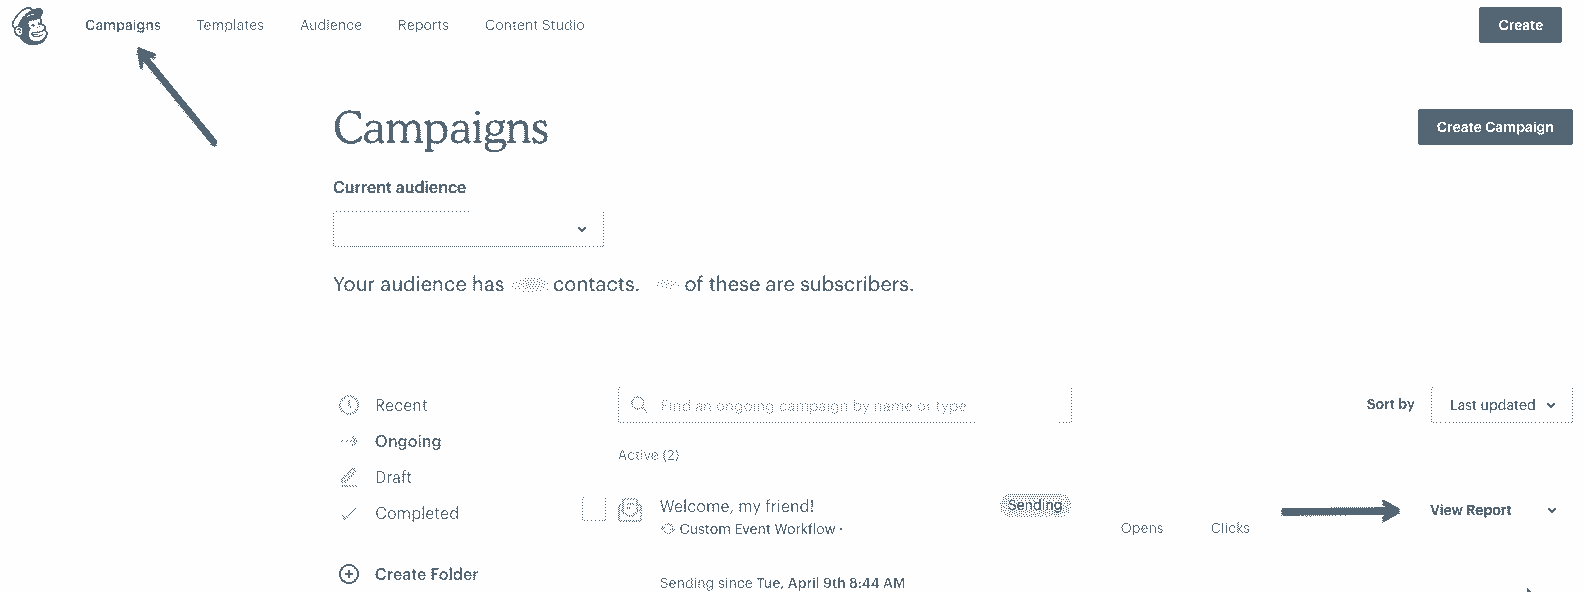 Campaigns Templates Audience Reports Content Studio Create
Campaigns Create Campaign
Current audience
Your audience has contacts. of these are subscribers.
Recent
Ongoing
Draft
Completed
Create Folder
Find an ongoing campaign by name or type
Sort by Last updated
Active (2)
Welcome, my friend! Sending View Report
Custom Event Workflow · Opens Clicks
Sending since Tue, April 9th 8:44 AM